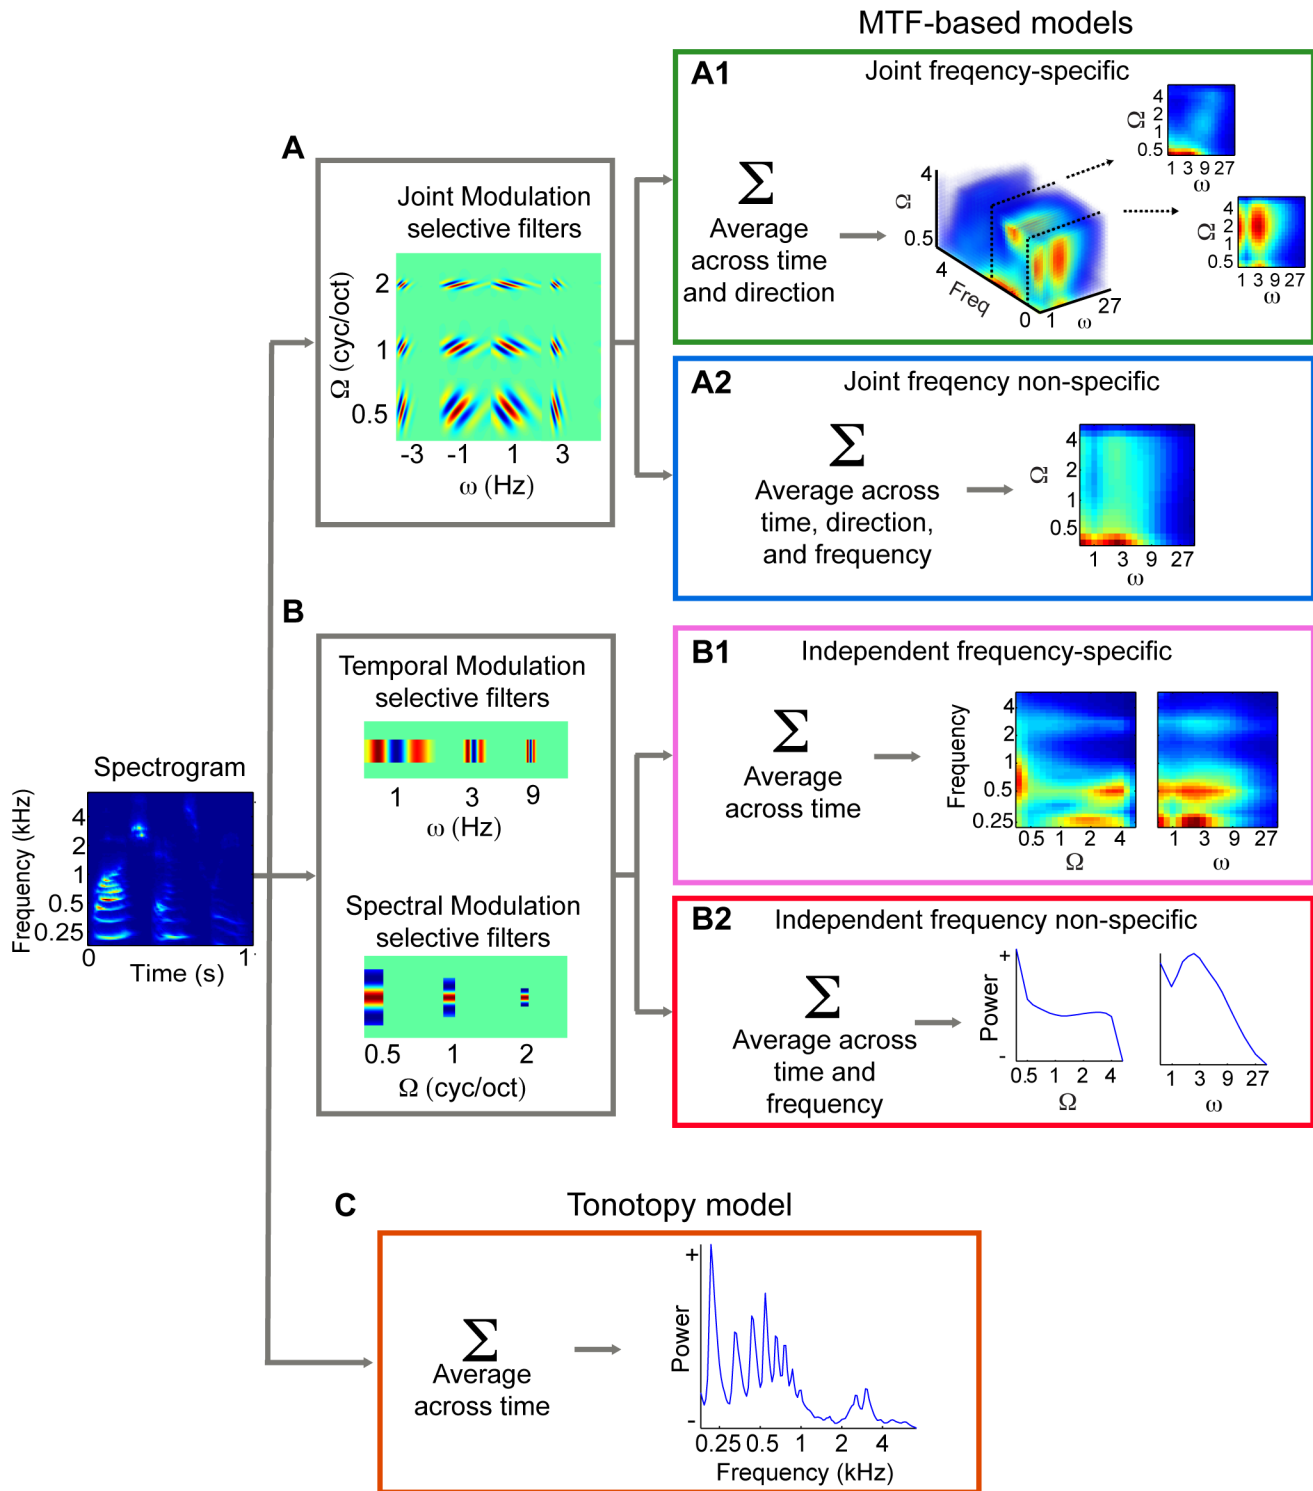 MTF-based models
A1
Joint freqency-specific
Σ
Average
across time
and direction
4
Ω
0.5
4
Freq
0
1
ω
27
Ω
4
2
1
0.5
1 3 9 27
ω
Ω
4
2
1
0.5
1 3 9 27
ω
A
Joint Modulation
selective filters
Ω (cyc/oct)
2
1
0.5
-3 -1 1 3
ω (Hz)
A2
Joint freqency non-specific
Σ
Average across
time, direction,
and frequency
Ω
4
2
1
0.5
1 3 9 27
ω
B
Temporal Modulation
selective filters
1 3 9
ω (Hz)
Spectral Modulation
selective filters
0.5 1 2
Ω (cyc/oct)
B1
Independent frequency-specific
Σ
Average
across time
Frequency
4
2
1
0.5
0.25
0.5 1 2 4
Ω
1 3 9 27
ω
Spectrogram
Frequency (kHz)
4
2
1
0.5
0.25
0 1
Time (s)
B2
Independent frequency non-specific
Σ
Average across
time and
frequency
+
Power
-
0.5 1 2 4
Ω
1 3 9 27
ω
C
Tonotopy model
Σ
Average
across time
+
Power
-
0.25 0.5 1 2 4
Frequency (kHz)